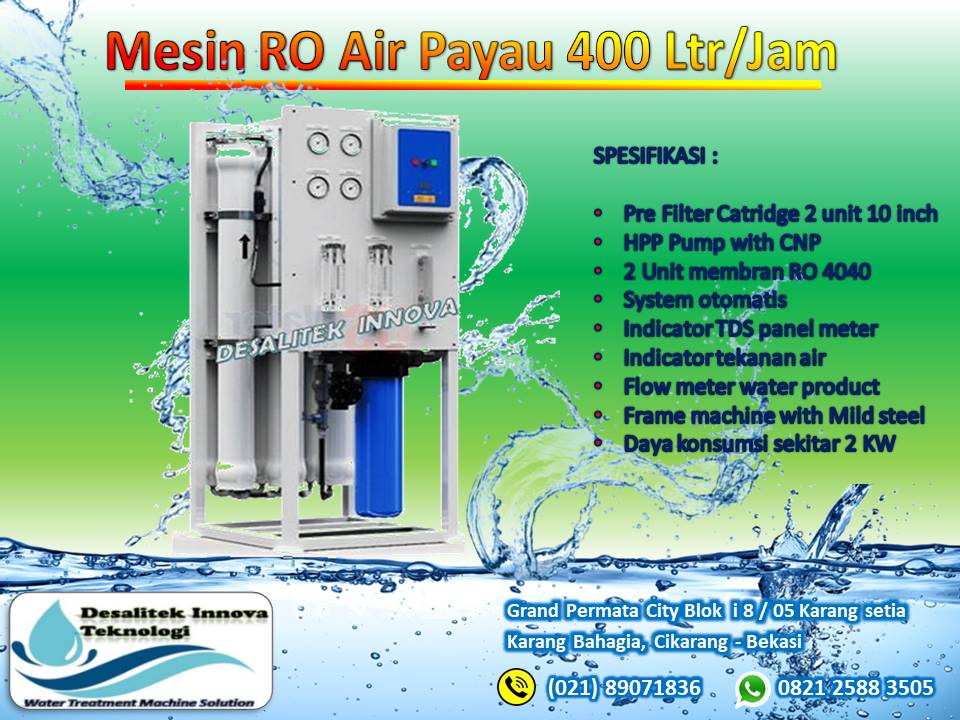 Mesin RO Air Payau 400 Ltr/Jam
SPESIFIKASI :
• Pre Filter Catridge 2 unit 10 inch
• HPP Pump with CNP
• 2 Unit membran RO 4040
• System otomatis
• Indicator TDS panel meter
• Indicator tekanan air
• Flow meter water product
• Frame machine with Mild steel
• Daya konsumsi sekitar 2 KW
DESALITEK INNOVA
Desalitek Innova
Teknologi
Water Treatment Machine Solution
Grand Permata City Blok i 8 / 05 Karang setia
Karang Bahagia, Cikarang - Bekasi
(021) 89071836
0821 2588 3505